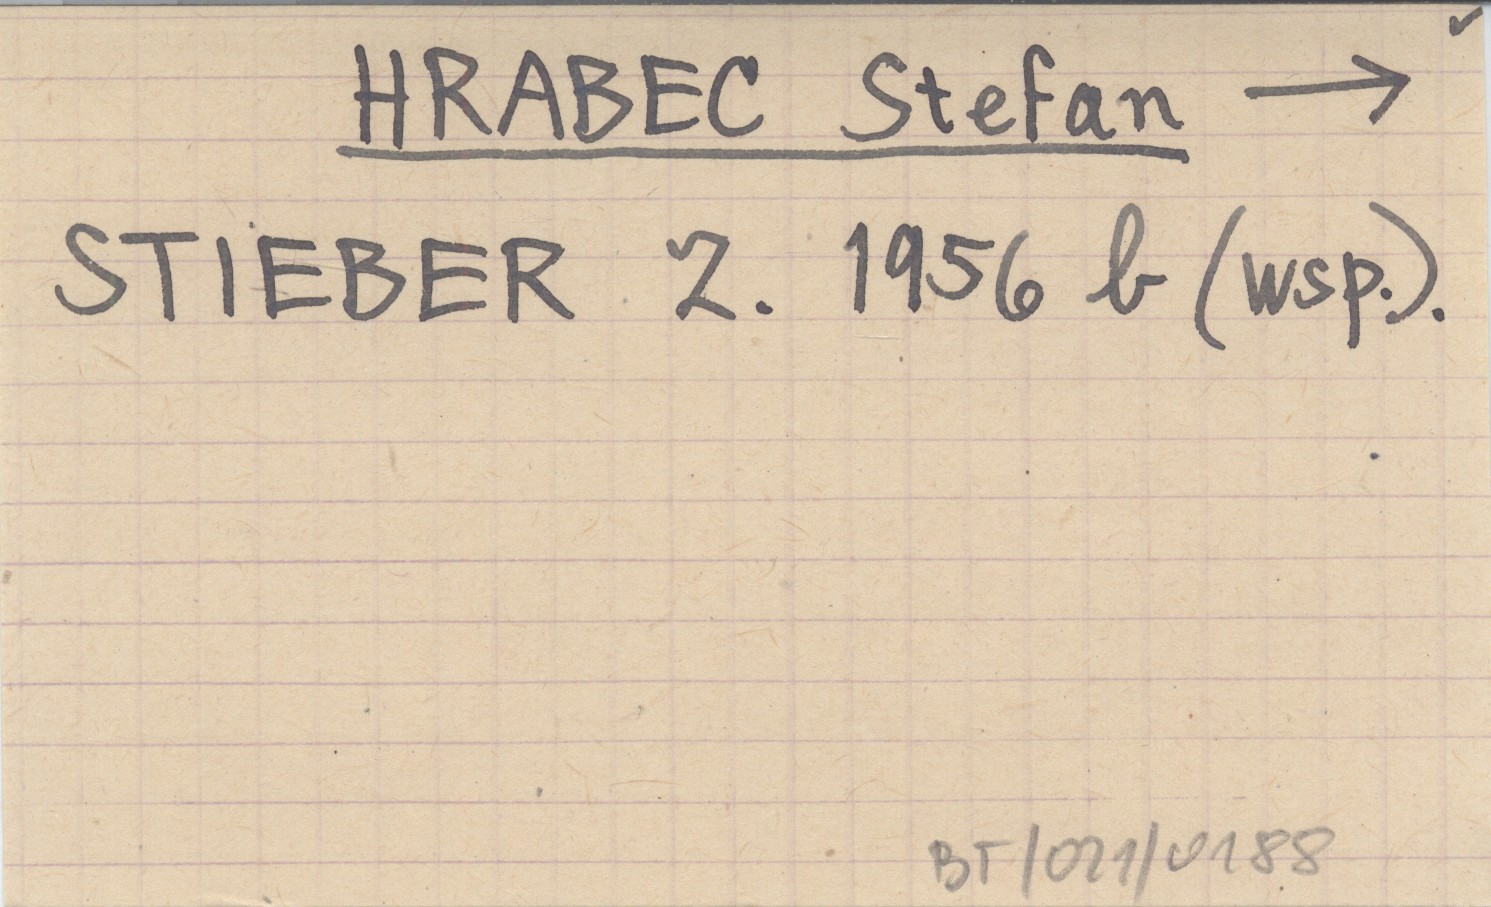 HRABEC Stefan →
STIEBER Z. 1956 b (wsp.).
BT/021/0188